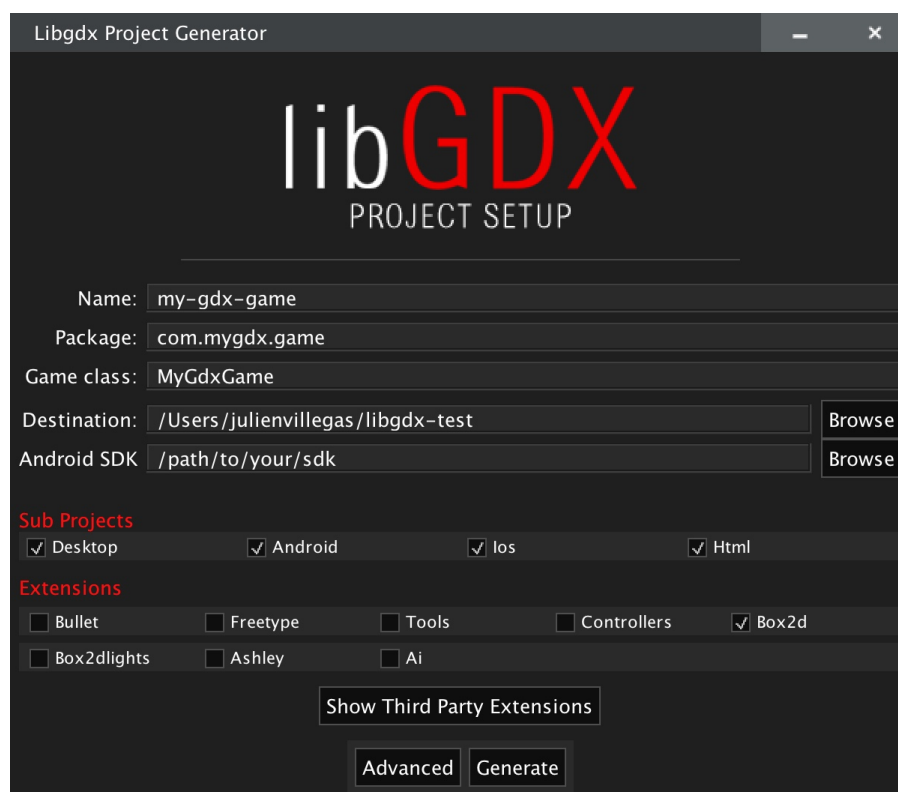 Libgdx Project Generator
libGDX
PROJECT SETUP
Name: my-gdx-game
Package: com.mygdx.game
Game class: MyGdxGame
Destination: /Users/julienvillegas/libgdx-test Browse
Android SDK /path/to/your/sdk Browse
Sub Projects
Desktop Android Ios Html
Extensions
Bullet Freetype Tools Controllers Box2d
Box2dlights Ashley Ai
Show Third Party Extensions
Advanced Generate